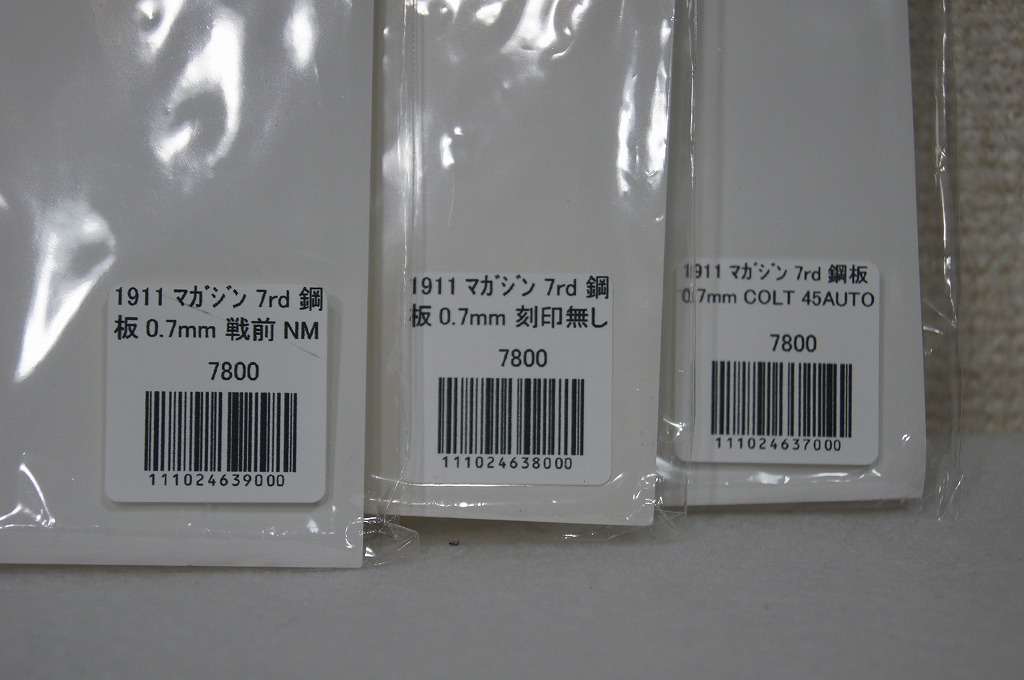 1911 ﾏｶﾞｼﾞﾝ 7rd 鋼
板 0.7mm 戦前 NM
7800
111024639000
1911 ﾏｶﾞｼﾞﾝ 7rd 鋼
板 0.7mm 刻印無し
7800
111024638000
1911 ﾏｶﾞｼﾞﾝ 7rd 鋼板
0.7mm COLT 45AUTO
7800
111024637000